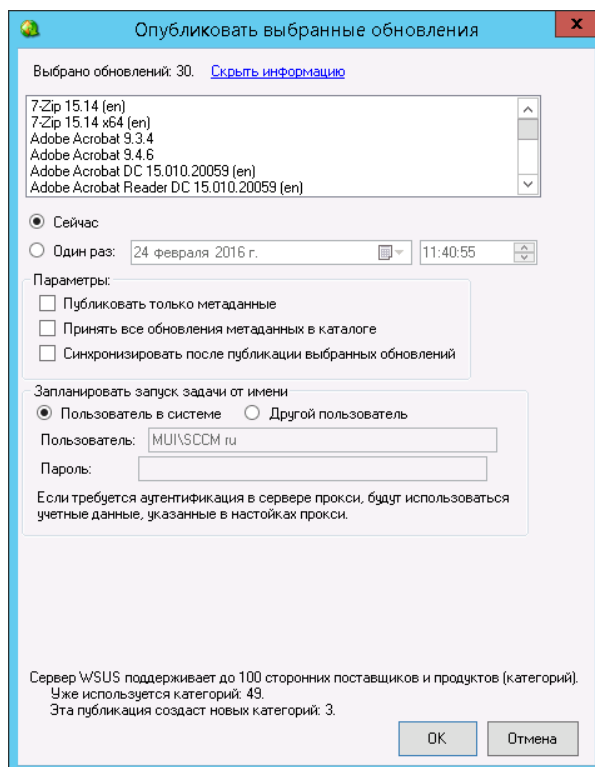 Опубликовать выбранные обновления
x
Выбрано обновлений: 30. Скрыть информацию
7-Zip 15.14 (en)
7-Zip 15.14 x64 (en)
Adobe Acrobat 9.3.4
Adobe Acrobat 9.4.6
Adobe Acrobat DC 15.010.20059 (en)
Adobe Acrobat Reader DC 15.010.20059 (en)
Сейчас
Один раз: 24 февраля 2016 г. 11:40:55
Параметры:
Публиковать только метаданные
Принять все обновления метаданных в каталоге
Синхронизировать после публикации выбранных обновлений
Запланировать запуск задачи от имени
Пользователь в системе Другой пользователь
Пользователь: MUI\SCCM ru
Пароль:
Если требуется аутентификация в сервере прокси, будут использоваться
учетные данные, указанные в настойках прокси.
Сервер WSUS поддерживает до 100 сторонних поставщиков и продуктов (категорий).
Уже используется категорий: 49.
Эта публикация создаст новых категорий: 3.
OK Отмена